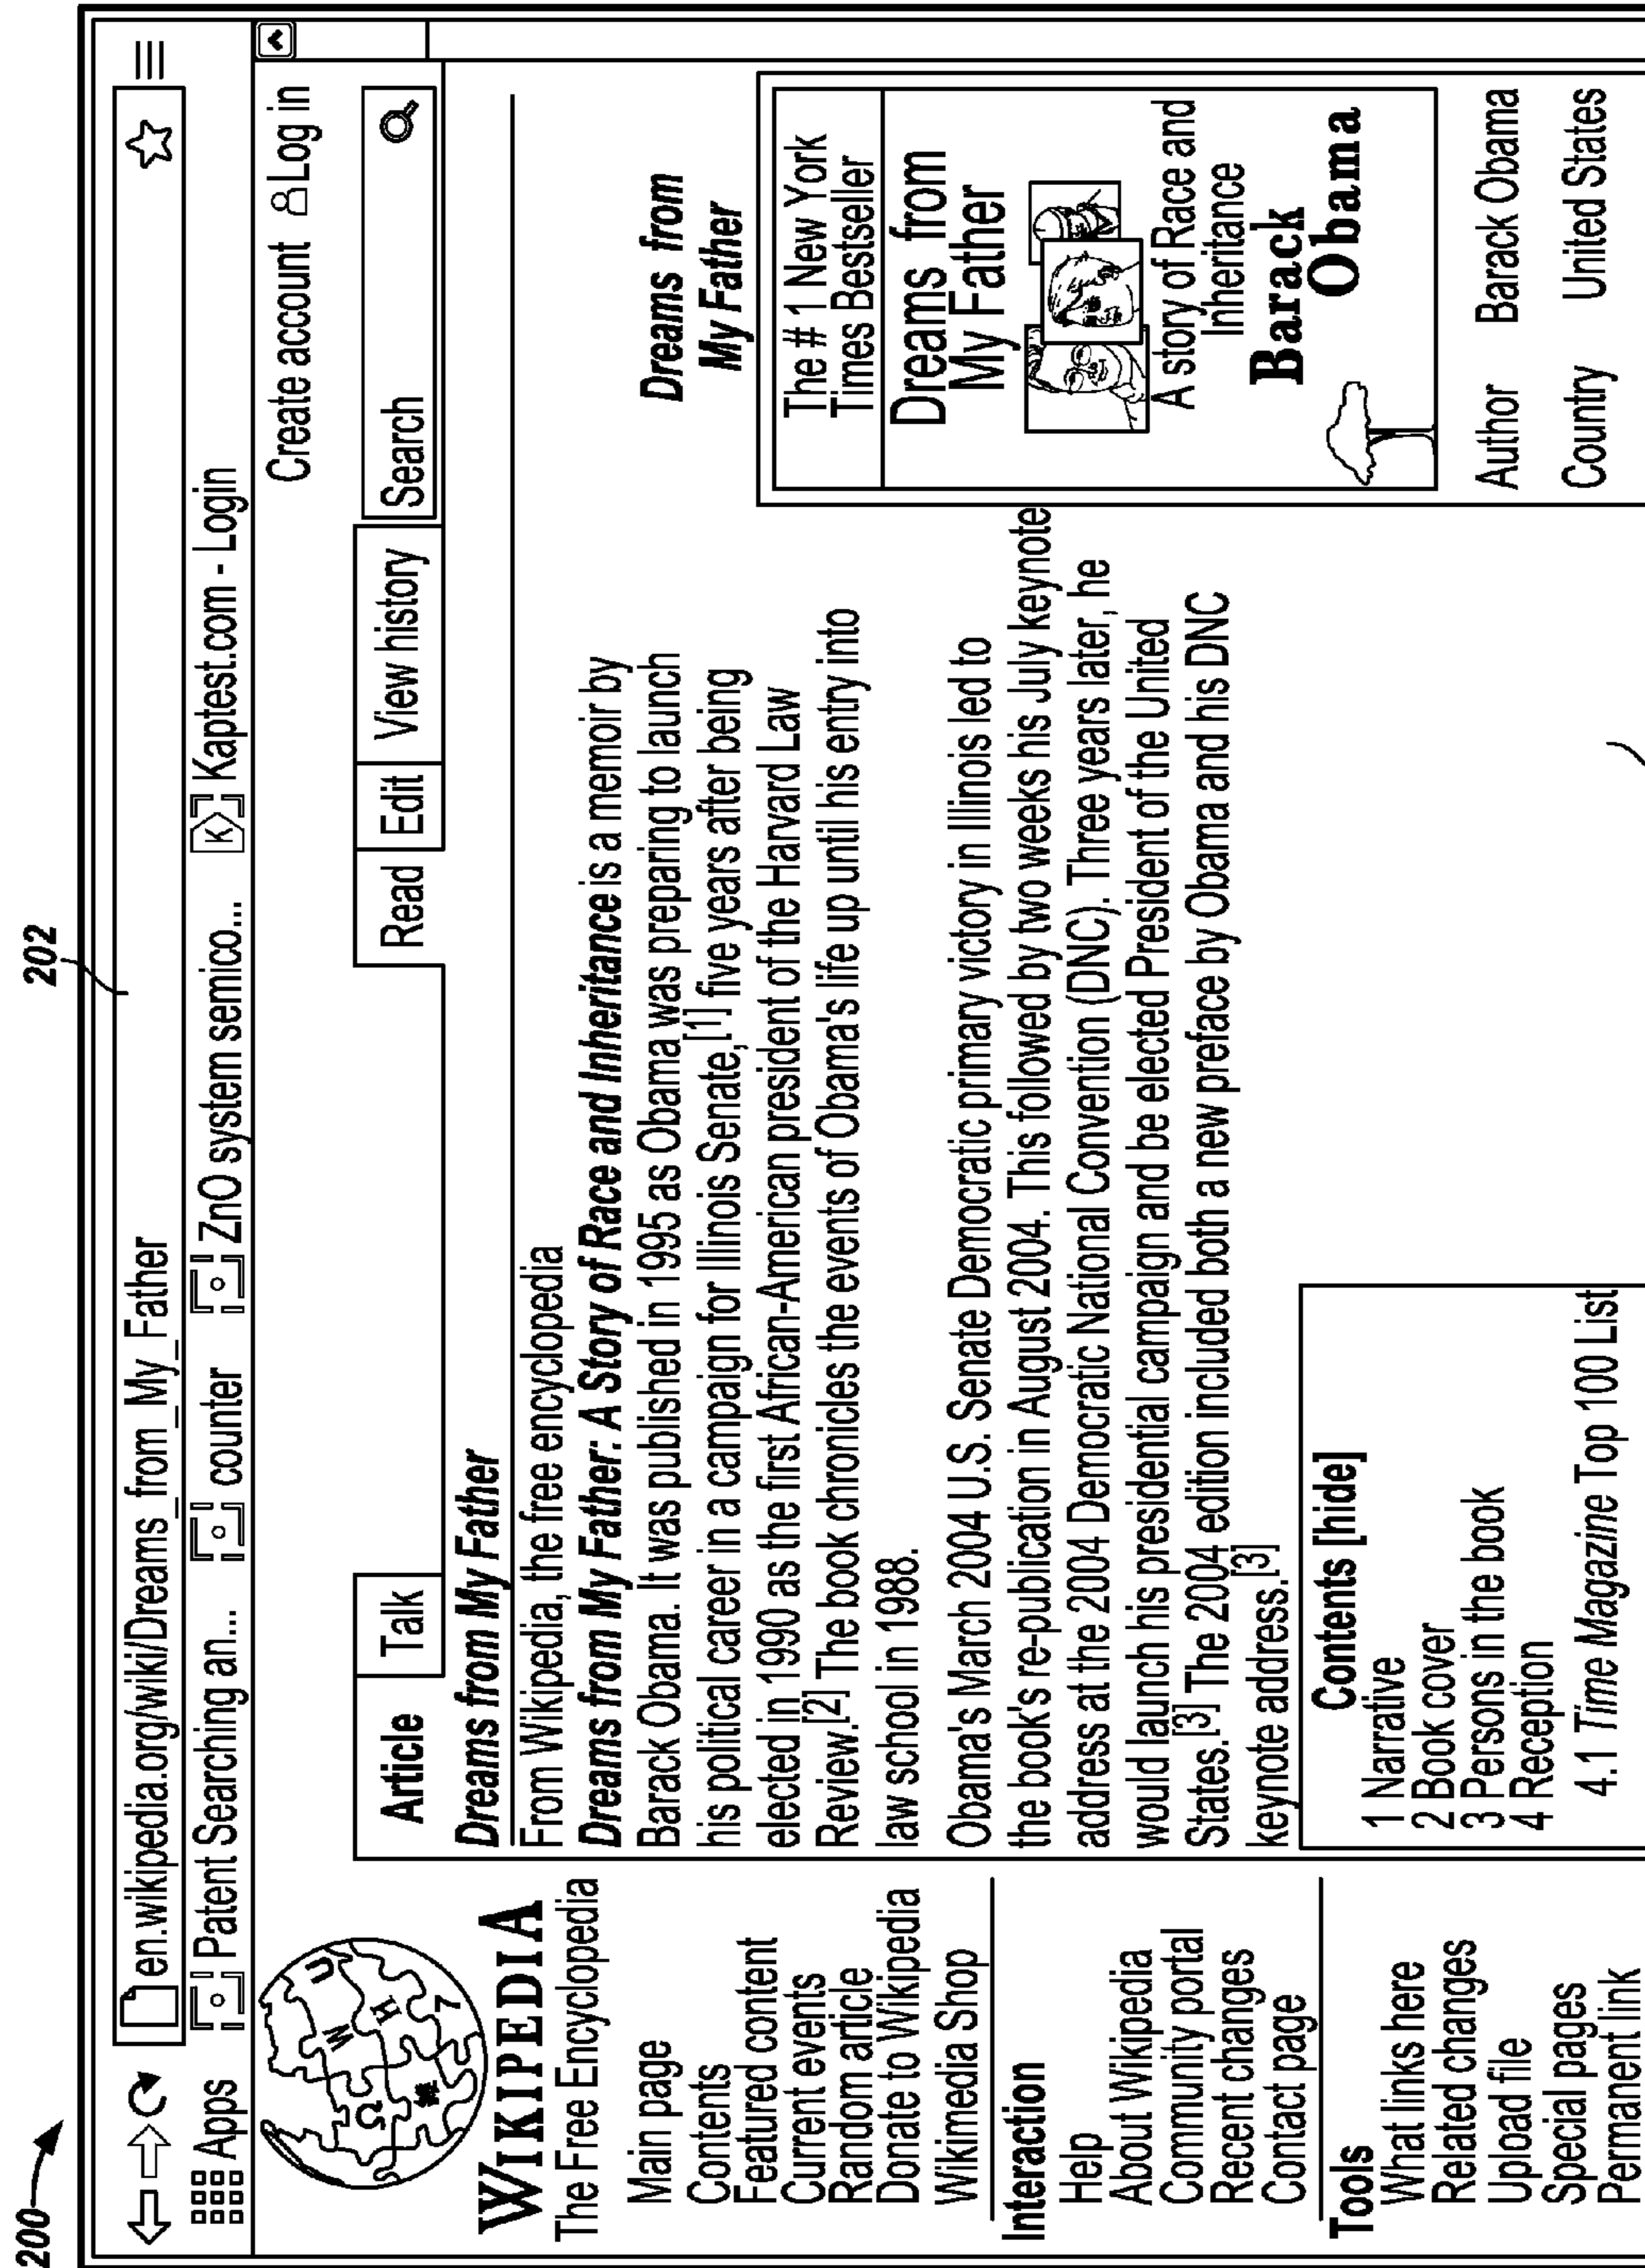 200
202
en.wikipedia.org/wiki/Dreams_from_My_Father
Apps Patent Searching an... counter ZnO system semico... K Kaptest.com - Login
Create account Log in
Article Talk Read Edit View history Search
WIKIPEDIA
The Free Encyclopedia
Main page
Contents
Featured content
Current events
Random article
Donate to Wikipedia
Wikimedia Shop
Interaction
Help
About Wikipedia
Community portal
Recent changes
Contact page
Tools
What links here
Related changes
Upload file
Special pages
Permanent link
Dreams from My Father
From Wikipedia, the free encyclopedia
Dreams from My Father: A Story of Race and Inheritance is a memoir by
Barack Obama. It was published in 1995 as Obama was preparing to launch
his political career in a campaign for Illinois Senate,[1] five years after being
elected in 1990 as the first African-American president of the Harvard Law
Review.[2] The book chronicles the events of Obama's life up until his entry into
law school in 1988.
Obama's March 2004 U.S. Senate Democratic primary victory in Illinois led to
the book's re-publication in August 2004. This followed by two weeks his July keynote
address at the 2004 Democratic National Convention (DNC). Three years later, he
would launch his presidential campaign and be elected President of the United
States.[3] The 2004 edition included both a new preface by Obama and his DNC
keynote address.[3]
Contents [hide]
1 Narrative
2 Book cover
3 Persons in the book
4 Reception
4.1 Time Magazine Top 100 List
Dreams from
My Father
The # 1 New York
Times Bestseller
Dreams from
My Father
A story of Race and
Inheritance
Barack
Obama
Author Barack Obama
Country United States